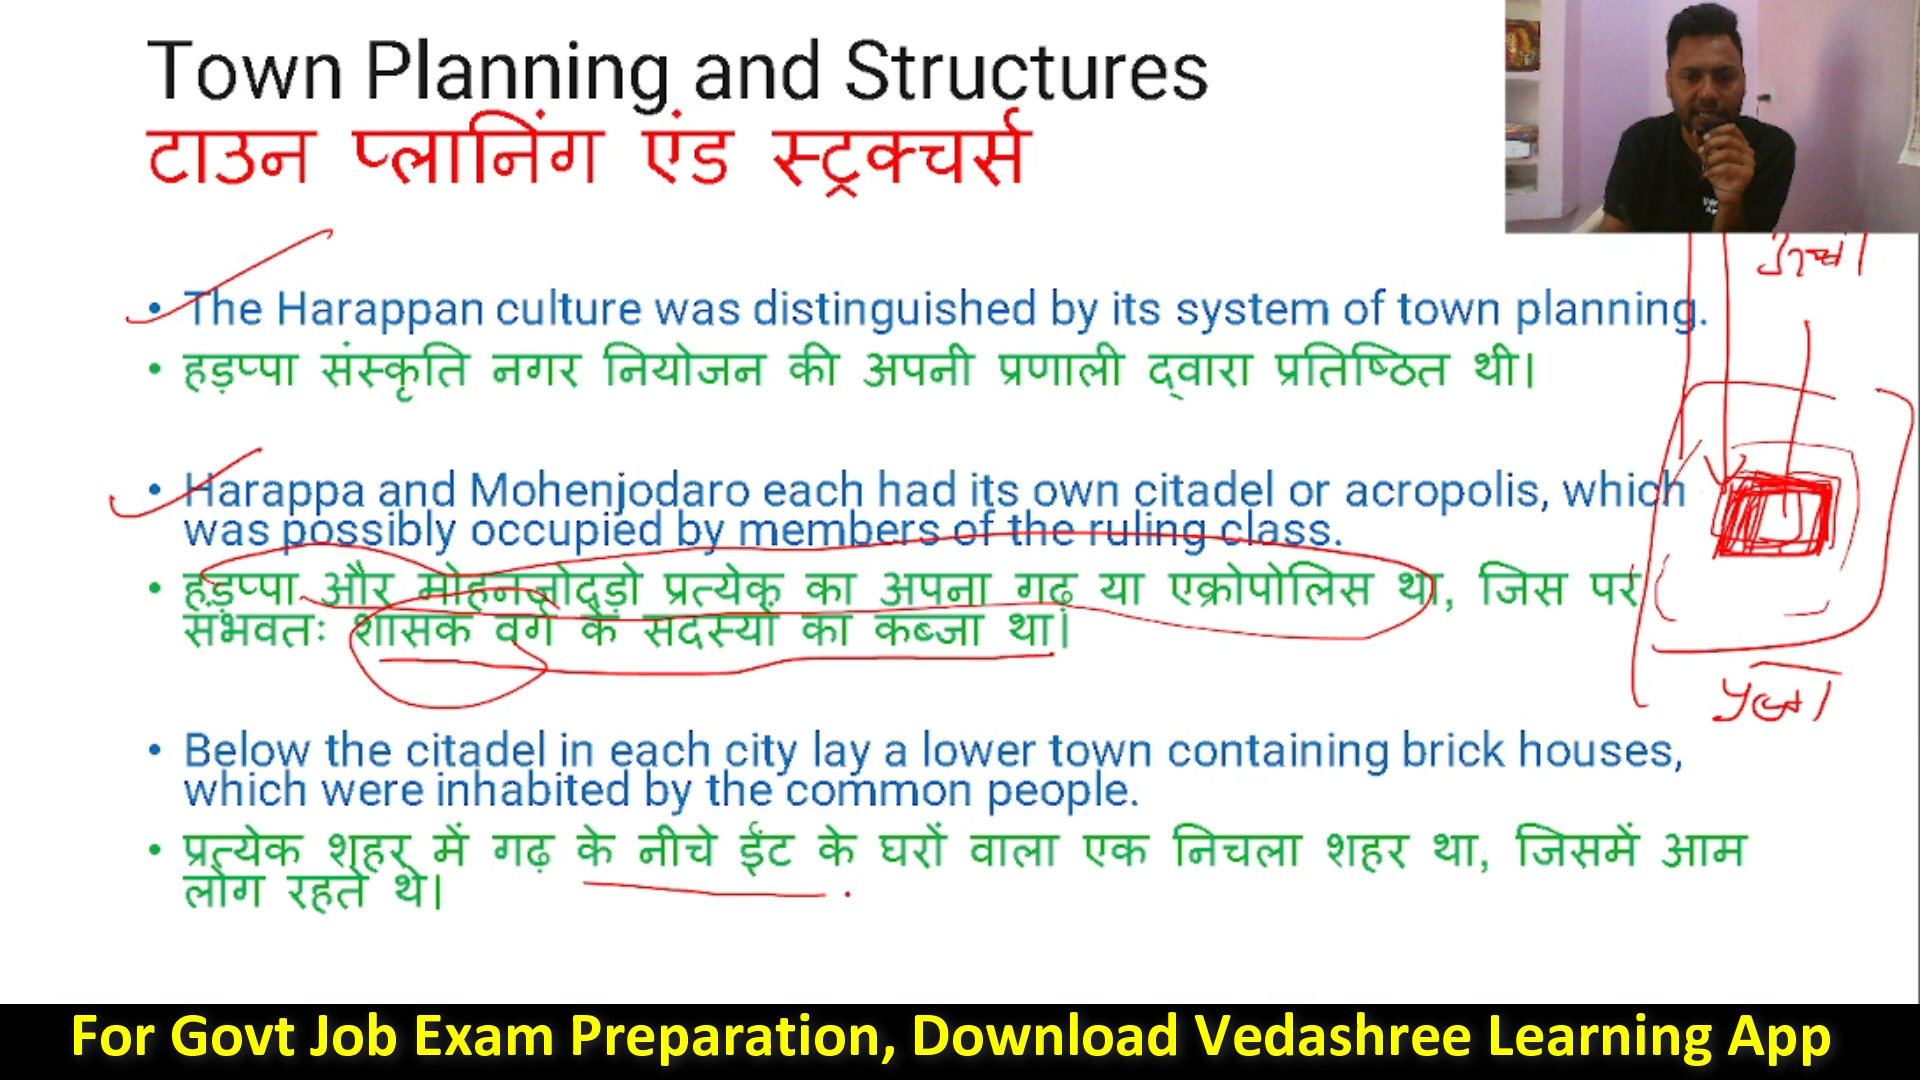 Town Planning and Structures
टाउन प्लानिंग एंड स्ट्रक्चर्स
• The Harappan culture was distinguished by its system of town planning.
• हड़प्पा संस्कृति नगर नियोजन की अपनी प्रणाली द्वारा प्रतिष्ठित थी।
• Harappa and Mohenjodaro each had its own citadel or acropolis, which
was possibly occupied by members of the ruling class.
• हड़प्पा और मोहनजोदड़ो प्रत्येक का अपना गढ़ या एक्रोपोलिस था, जिस पर
संभवतः शासक वर्ग के सदस्यों का कब्जा था।
• Below the citadel in each city lay a lower town containing brick houses,
which were inhabited by the common people.
• प्रत्येक शहर में गढ़ के नीचे ईंट के घरों वाला एक निचला शहर था, जिसमें आम
लोग रहते थे।
For Govt Job Exam Preparation, Download Vedashree Learning App